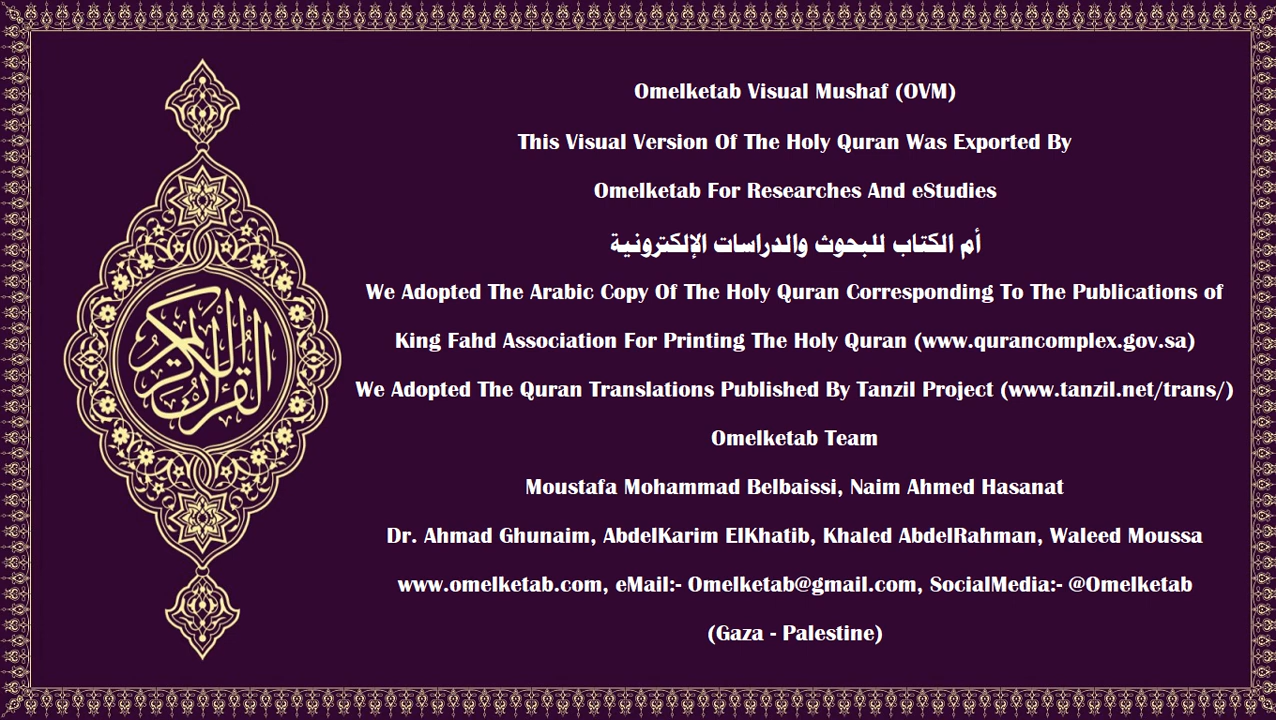 Omelketab Visual Mushaf (OVM)
This Visual Version Of The Holy Quran Was Exported By
Omelketab For Researches And eStudies
أم الكتاب للبحوث والدراسات الإلكترونية
We Adopted The Arabic Copy Of The Holy Quran Corresponding To The Publications of
King Fahd Association For Printing The Holy Quran (www.qurancomplex.gov.sa)
We Adopted The Quran Translations Published By Tanzil Project (www.tanzil.net/trans/)
Omelketab Team
Moustafa Mohammad Belbaissi, Naim Ahmed Hasanat
Dr. Ahmad Ghunaim, AbdelKarim ElKhatib, Khaled AbdelRahman, Waleed Moussa
www.omelketab.com, eMail:- Omelketab@gmail.com, SocialMedia:- @Omelketab
(Gaza - Palestine)
القرآن الكريم